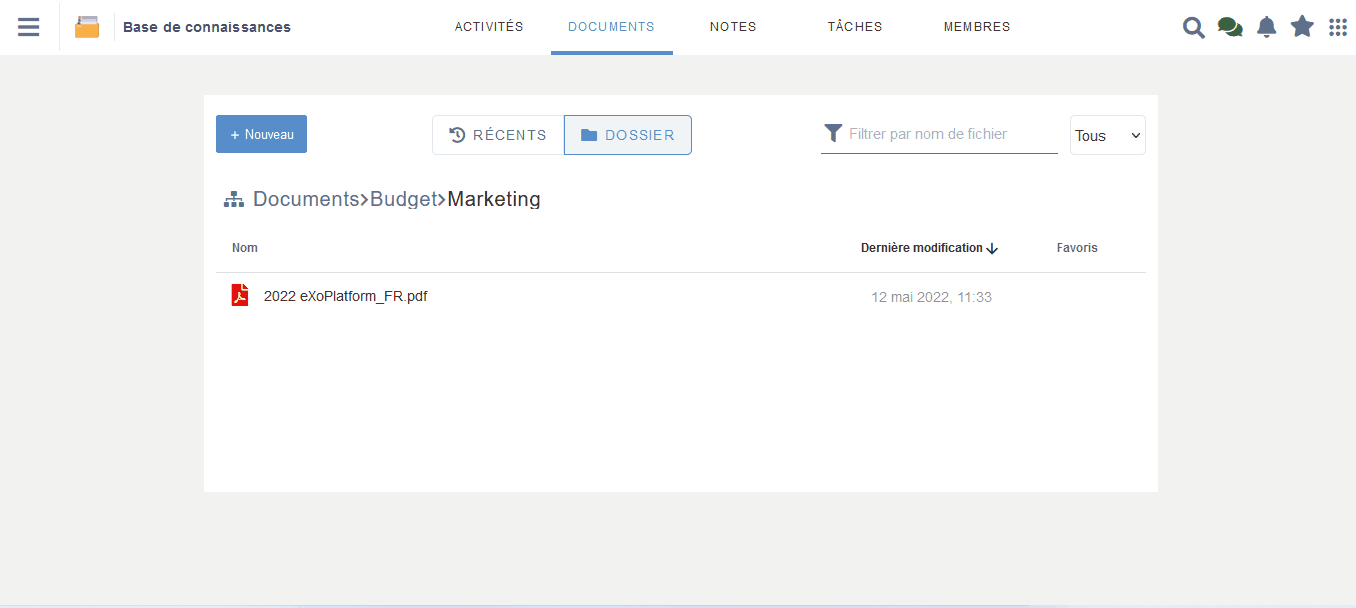 Base de connaissances
ACTIVITÉS DOCUMENTS NOTES TÂCHES MEMBRES
+ Nouveau
RÉCENTS DOSSIER
Filtrer par nom de fichier
Tous
Documents>Budget>Marketing
Nom Dernière modification Favoris
2022 eXoPlatform_FR.pdf 12 mai 2022, 11:33